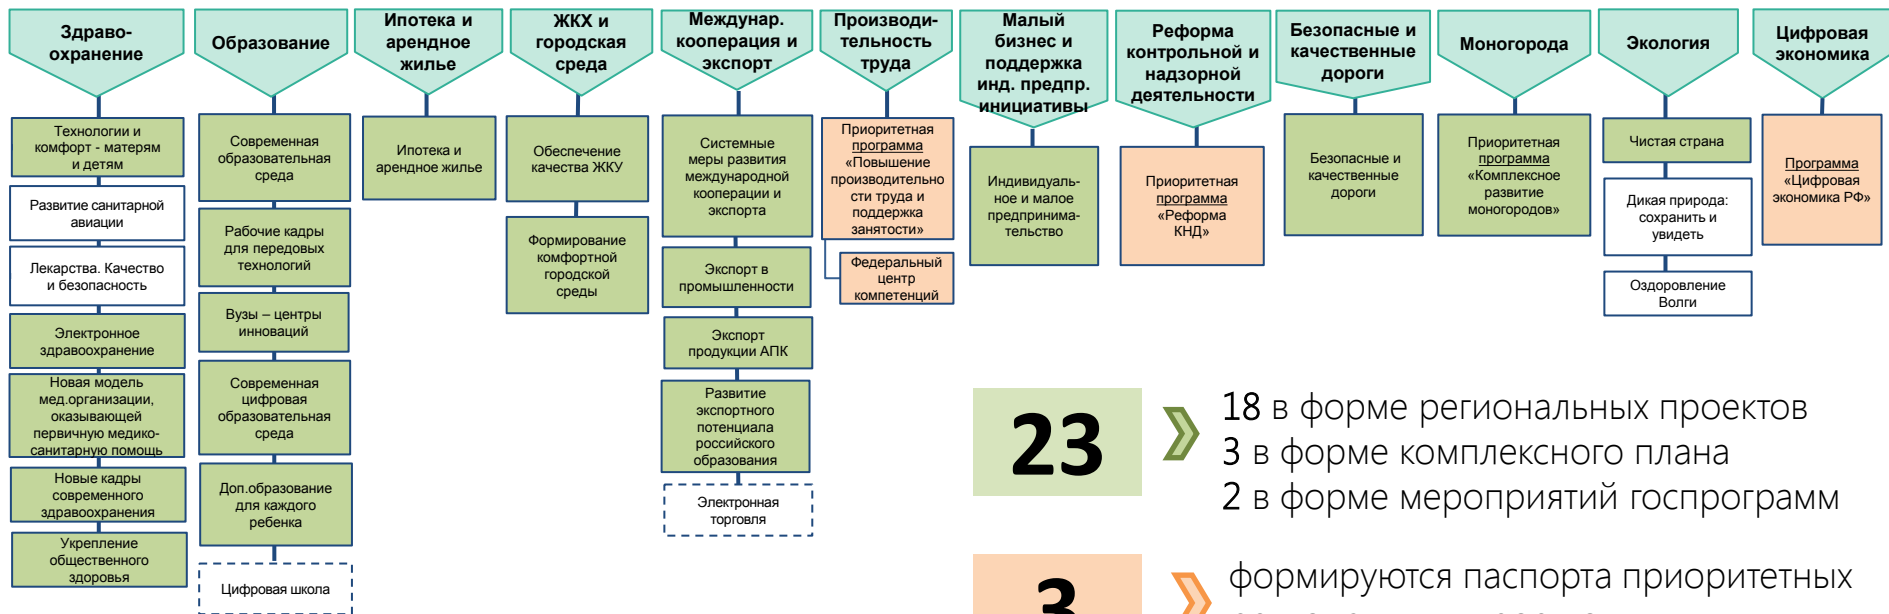 Здраво-
охранение
Образование
Ипотека и
арендное
жилье
ЖКХ и
городская
среда
Междунар.
кооперация и
экспорт
Производи-
тельность
труда
Малый
бизнес и
поддержка
инд. предпр.
инициативы
Реформа
контрольной и
надзорной
деятельности
Безопасные и
качественные
дороги
Моногорода
Экология
Цифровая
экономика
Технологии и
комфорт - матерям
и детям
Развитие санитарной
авиации
Лекарства. Качество
и безопасность
Электронное
здравоохранение
Новая модель
мед.организации,
оказывающей
первичную медико-
санитарную помощь
Новые кадры
современного
здравоохранения
Укрепление
общественного
здоровья
Современная
образовательная
среда
Рабочие кадры
для передовых
технологий
Вузы – центры
инноваций
Современная
цифровая
образовательная
среда
Доп.образование
для каждого
ребенка
Цифровая школа
Ипотека и
арендное жилье
Обеспечение
качества ЖКУ
Формирование
комфортной
городской
среды
Системные
меры развития
международной
кооперации и
экспорта
Экспорт в
промышленности
Экспорт
продукции АПК
Развитие
экспортного
потенциала
российского
образования
Электронная
торговля
Приоритетная
программа
«Повышение
производительно
сти труда и
поддержка
занятости»
Федеральный
центр
компетенций
Индивидуаль-
ное и малое
предпринима-
тельство
Приоритетная
программа
«Реформа
КНД»
Безопасные и
качественные
дороги
Приоритетная
программа
«Комплексное
развитие
моногородов»
Чистая страна
Дикая природа:
сохранить и
увидеть
Оздоровление
Волги
Программа
«Цифровая
экономика РФ»
23
18 в форме региональных проектов
3 в форме комплексного плана
2 в форме мероприятий госпрограмм
3
формируются паспорта приоритетных